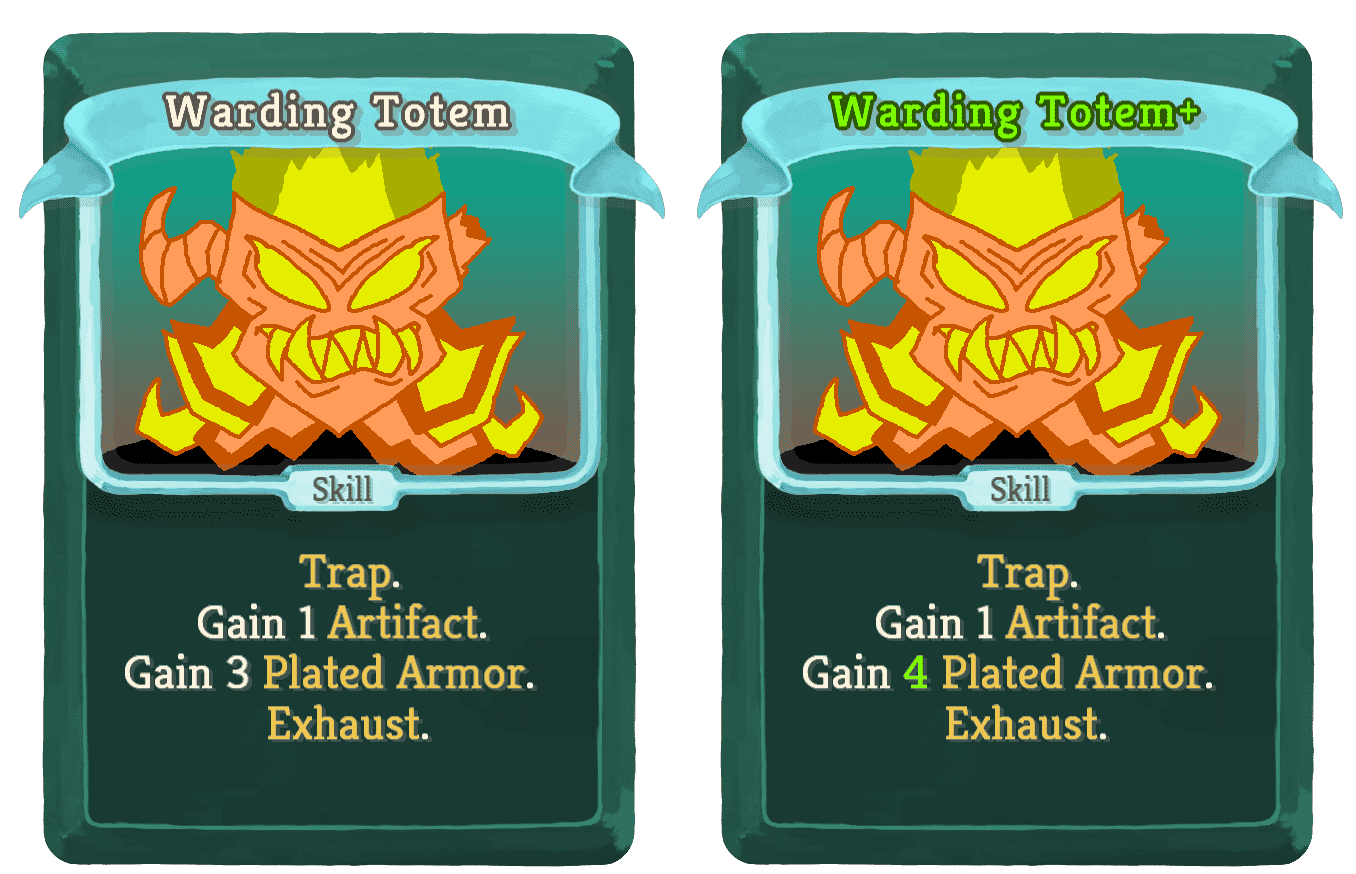 Warding Totem
Skill
Trap.
Gain 1 Artifact.
Gain 3 Plated Armor.
Exhaust.
Warding Totem+
Skill
Trap.
Gain 1 Artifact.
Gain 4 Plated Armor.
Exhaust.